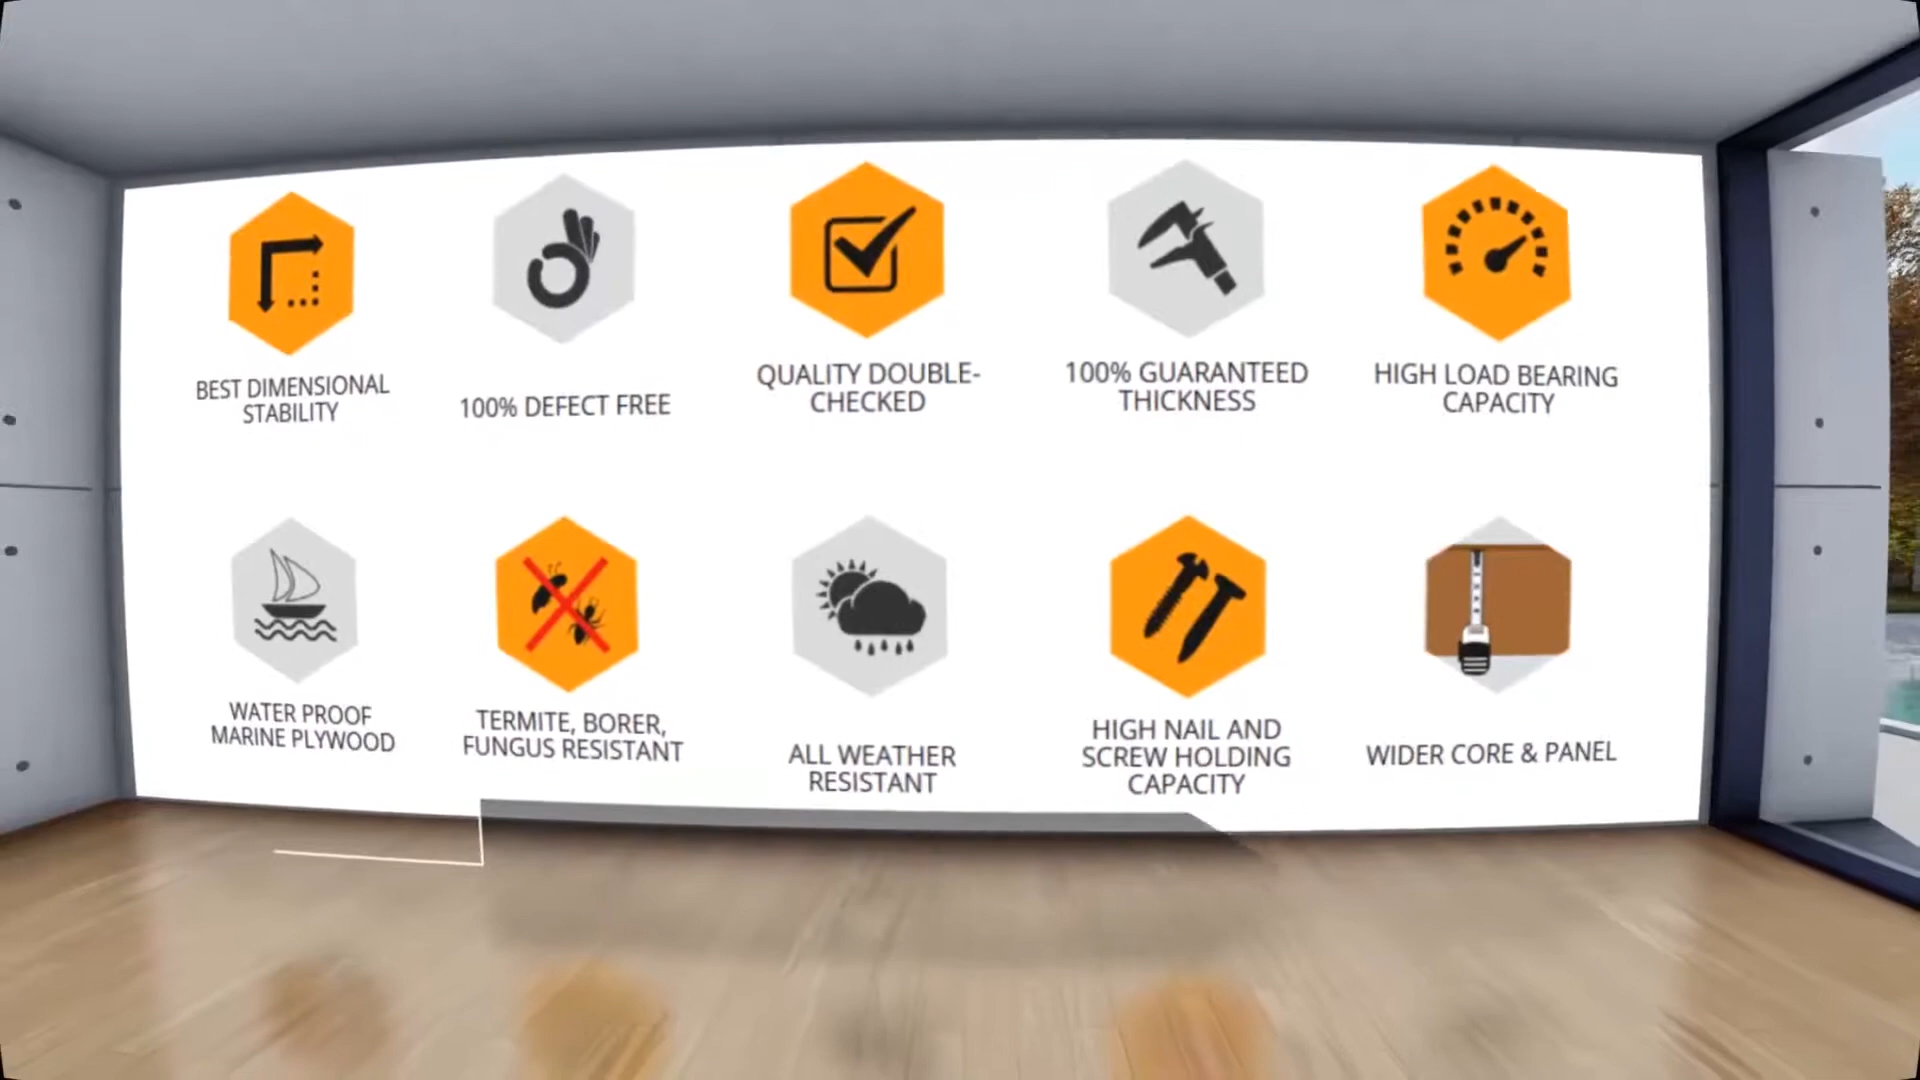 BEST DIMENSIONAL
STABILITY
100% DEFECT FREE
QUALITY DOUBLE-
CHECKED
100% GUARANTEED
THICKNESS
HIGH LOAD BEARING
CAPACITY
WATER PROOF
MARINE PLYWOOD
TERMITE, BORER,
FUNGUS RESISTANT
ALL WEATHER
RESISTANT
HIGH NAIL AND
SCREW HOLDING
CAPACITY
WIDER CORE & PANEL